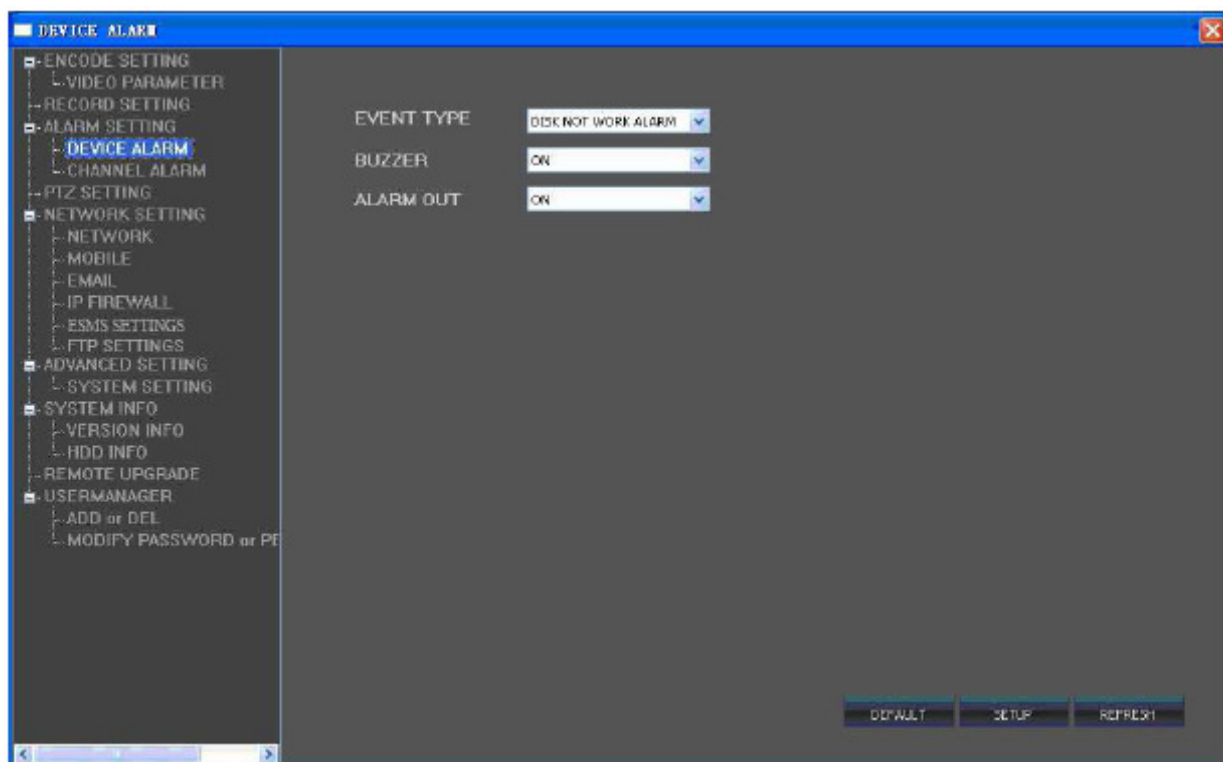 DEVICE ALARM
ENCODE SETTING
VIDEO PARAMETER
RECORD SETTING
ALARM SETTING
DEVICE ALARM
CHANNEL ALARM
PTZ SETTING
NETWORK SETTING
NETWORK
MOBILE
EMAIL
IP FIREWALL
ESMS SETTINGS
FTP SETTINGS
ADVANCED SETTING
SYSTEM SETTING
SYSTEM INFO
VERSION INFO
HDD INFO
REMOTE UPGRADE
USERMANAGER
ADD or DEL
MODIFY PASSWORD or PE
EVENT TYPE DISK NOT WORK ALARM
BUZZER ON
ALARM OUT ON
DEFAULT SETUP REFRESH